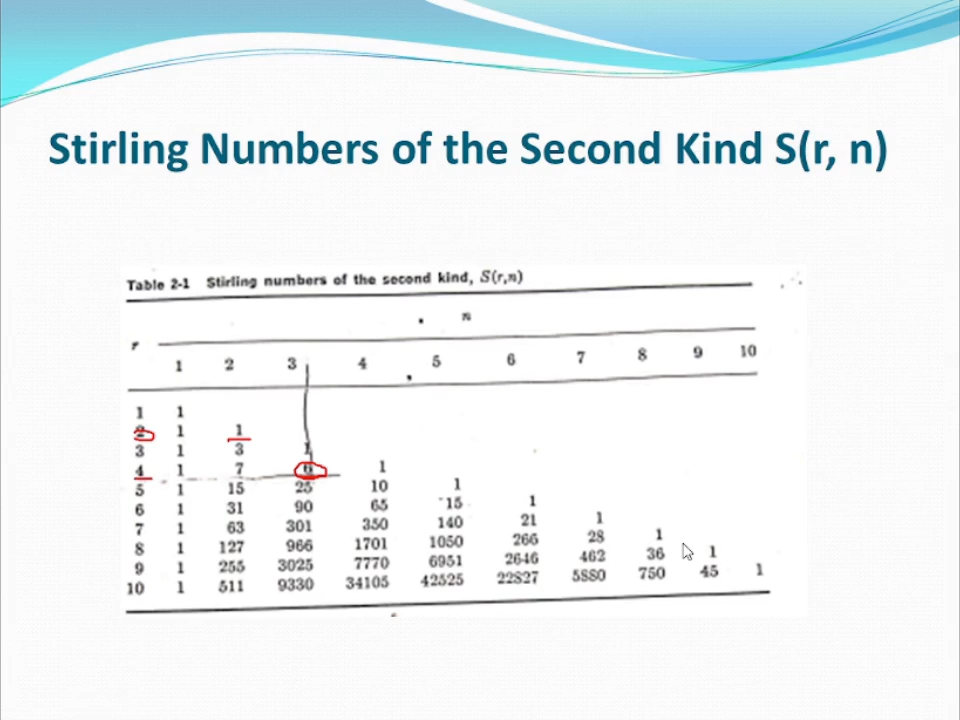 Stirling Numbers of the Second Kind S(r, n)
Table 2-1 Stirling numbers of the second kind, S(r,n)
n
r
1 2 3 4 5 6 7 8 9 10
1 1
2 1 1
3 1 3 1
4 1 7 6 1
5 1 15 25 10 1
6 1 31 90 65 15 1
7 1 63 301 350 140 21 1
8 1 127 966 1701 1050 266 28 1
9 1 255 3025 7770 6951 2646 462 36 1
10 1 511 9330 34105 42525 22827 5880 750 45 1